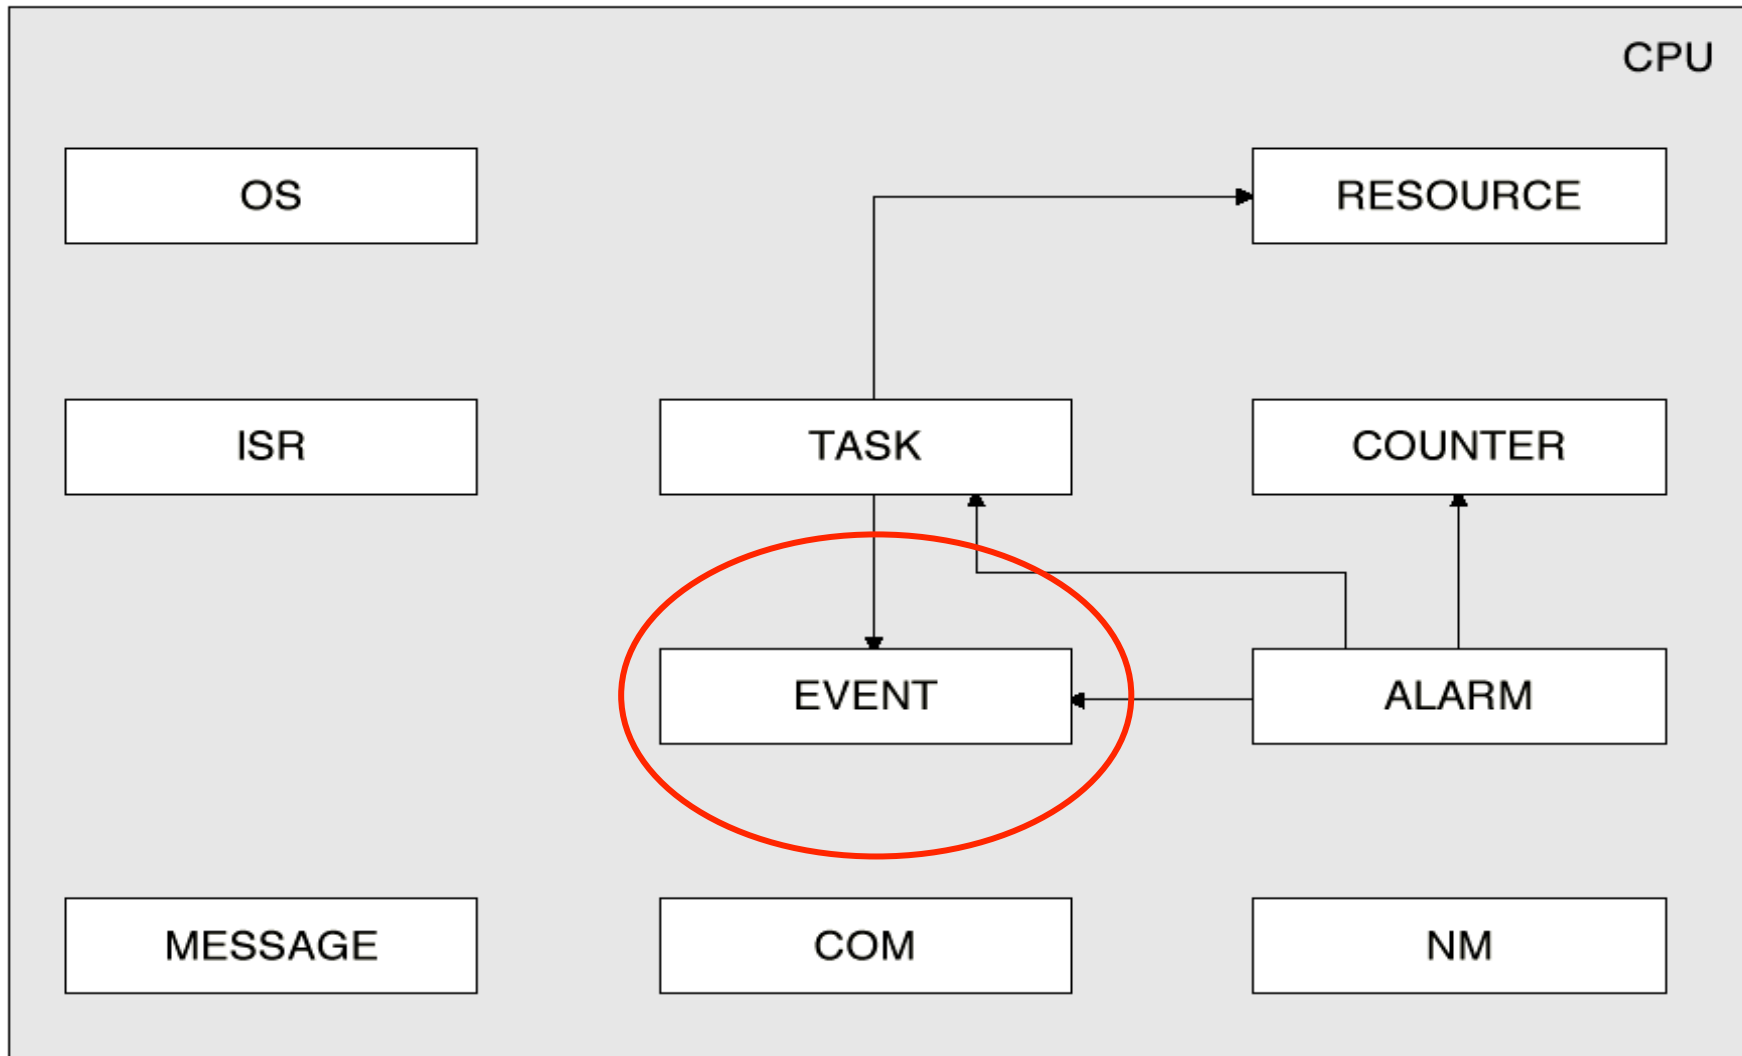 CPU
OS
RESOURCE
ISR
TASK
COUNTER
EVENT
ALARM
MESSAGE
COM
NM